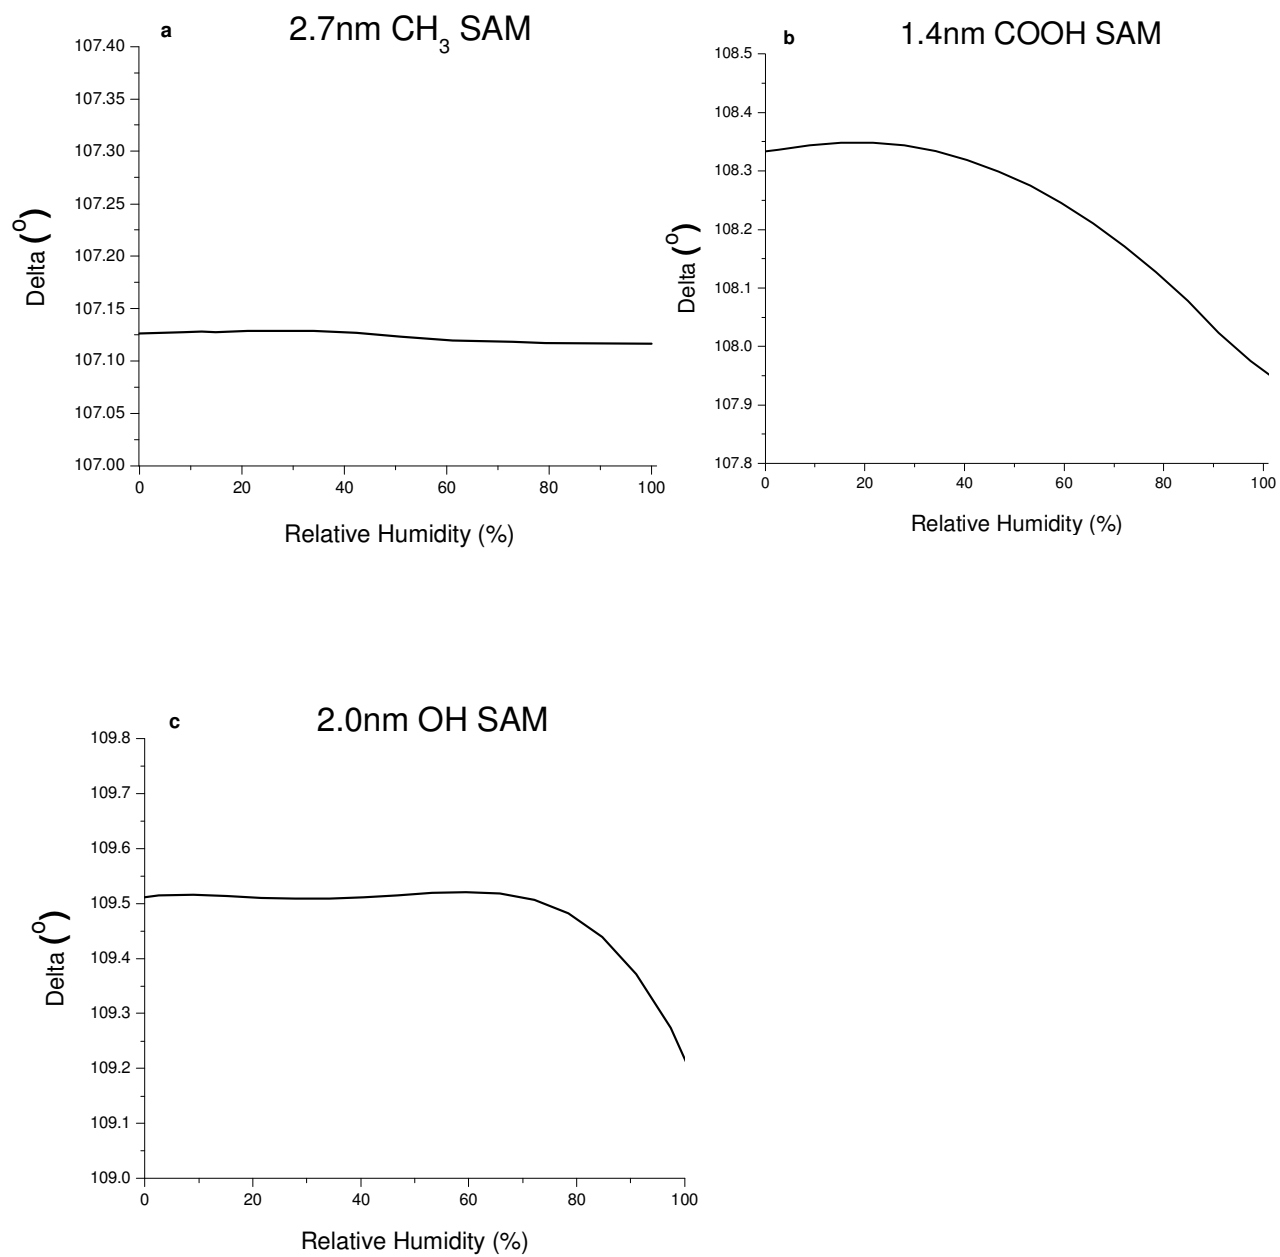 a
2.7nm CH3 SAM
107.40
107.35
107.30
107.25
107.20
107.15
107.10
107.05
107.00
Delta (o)
0 20 40 60 80 100
Relative Humidity (%)
b
1.4nm COOH SAM
108.5
108.4
108.3
108.2
108.1
108.0
107.9
107.8
Delta (o)
0 20 40 60 80 100
Relative Humidity (%)
c
2.0nm OH SAM
109.8
109.7
109.6
109.5
109.4
109.3
109.2
109.1
109.0
Delta (o)
0 20 40 60 80 100
Relative Humidity (%)